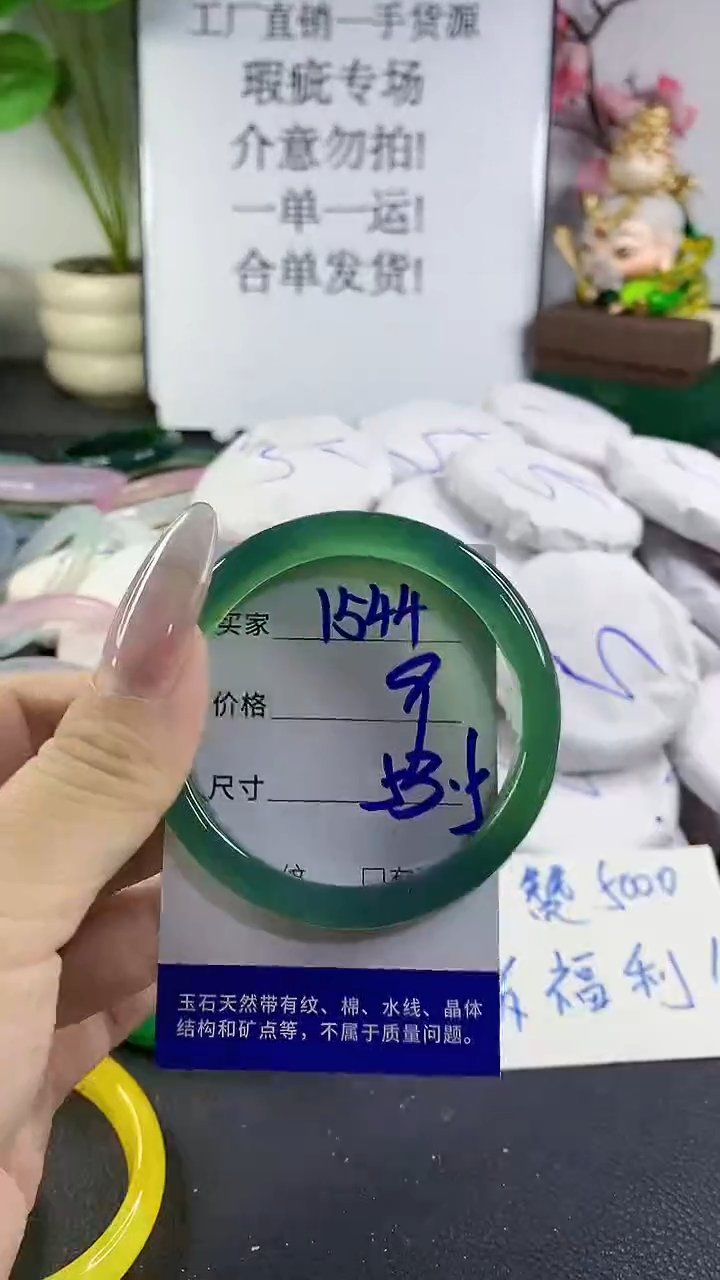 工厂直销一手货源
瑕疵专场
介意勿拍!
一单一运!
合单发货!
买家 1544
价格
尺寸
玉石天然带有纹、棉、水线、晶体
结构和矿点等，不属于质量问题。
赞 5000
福利